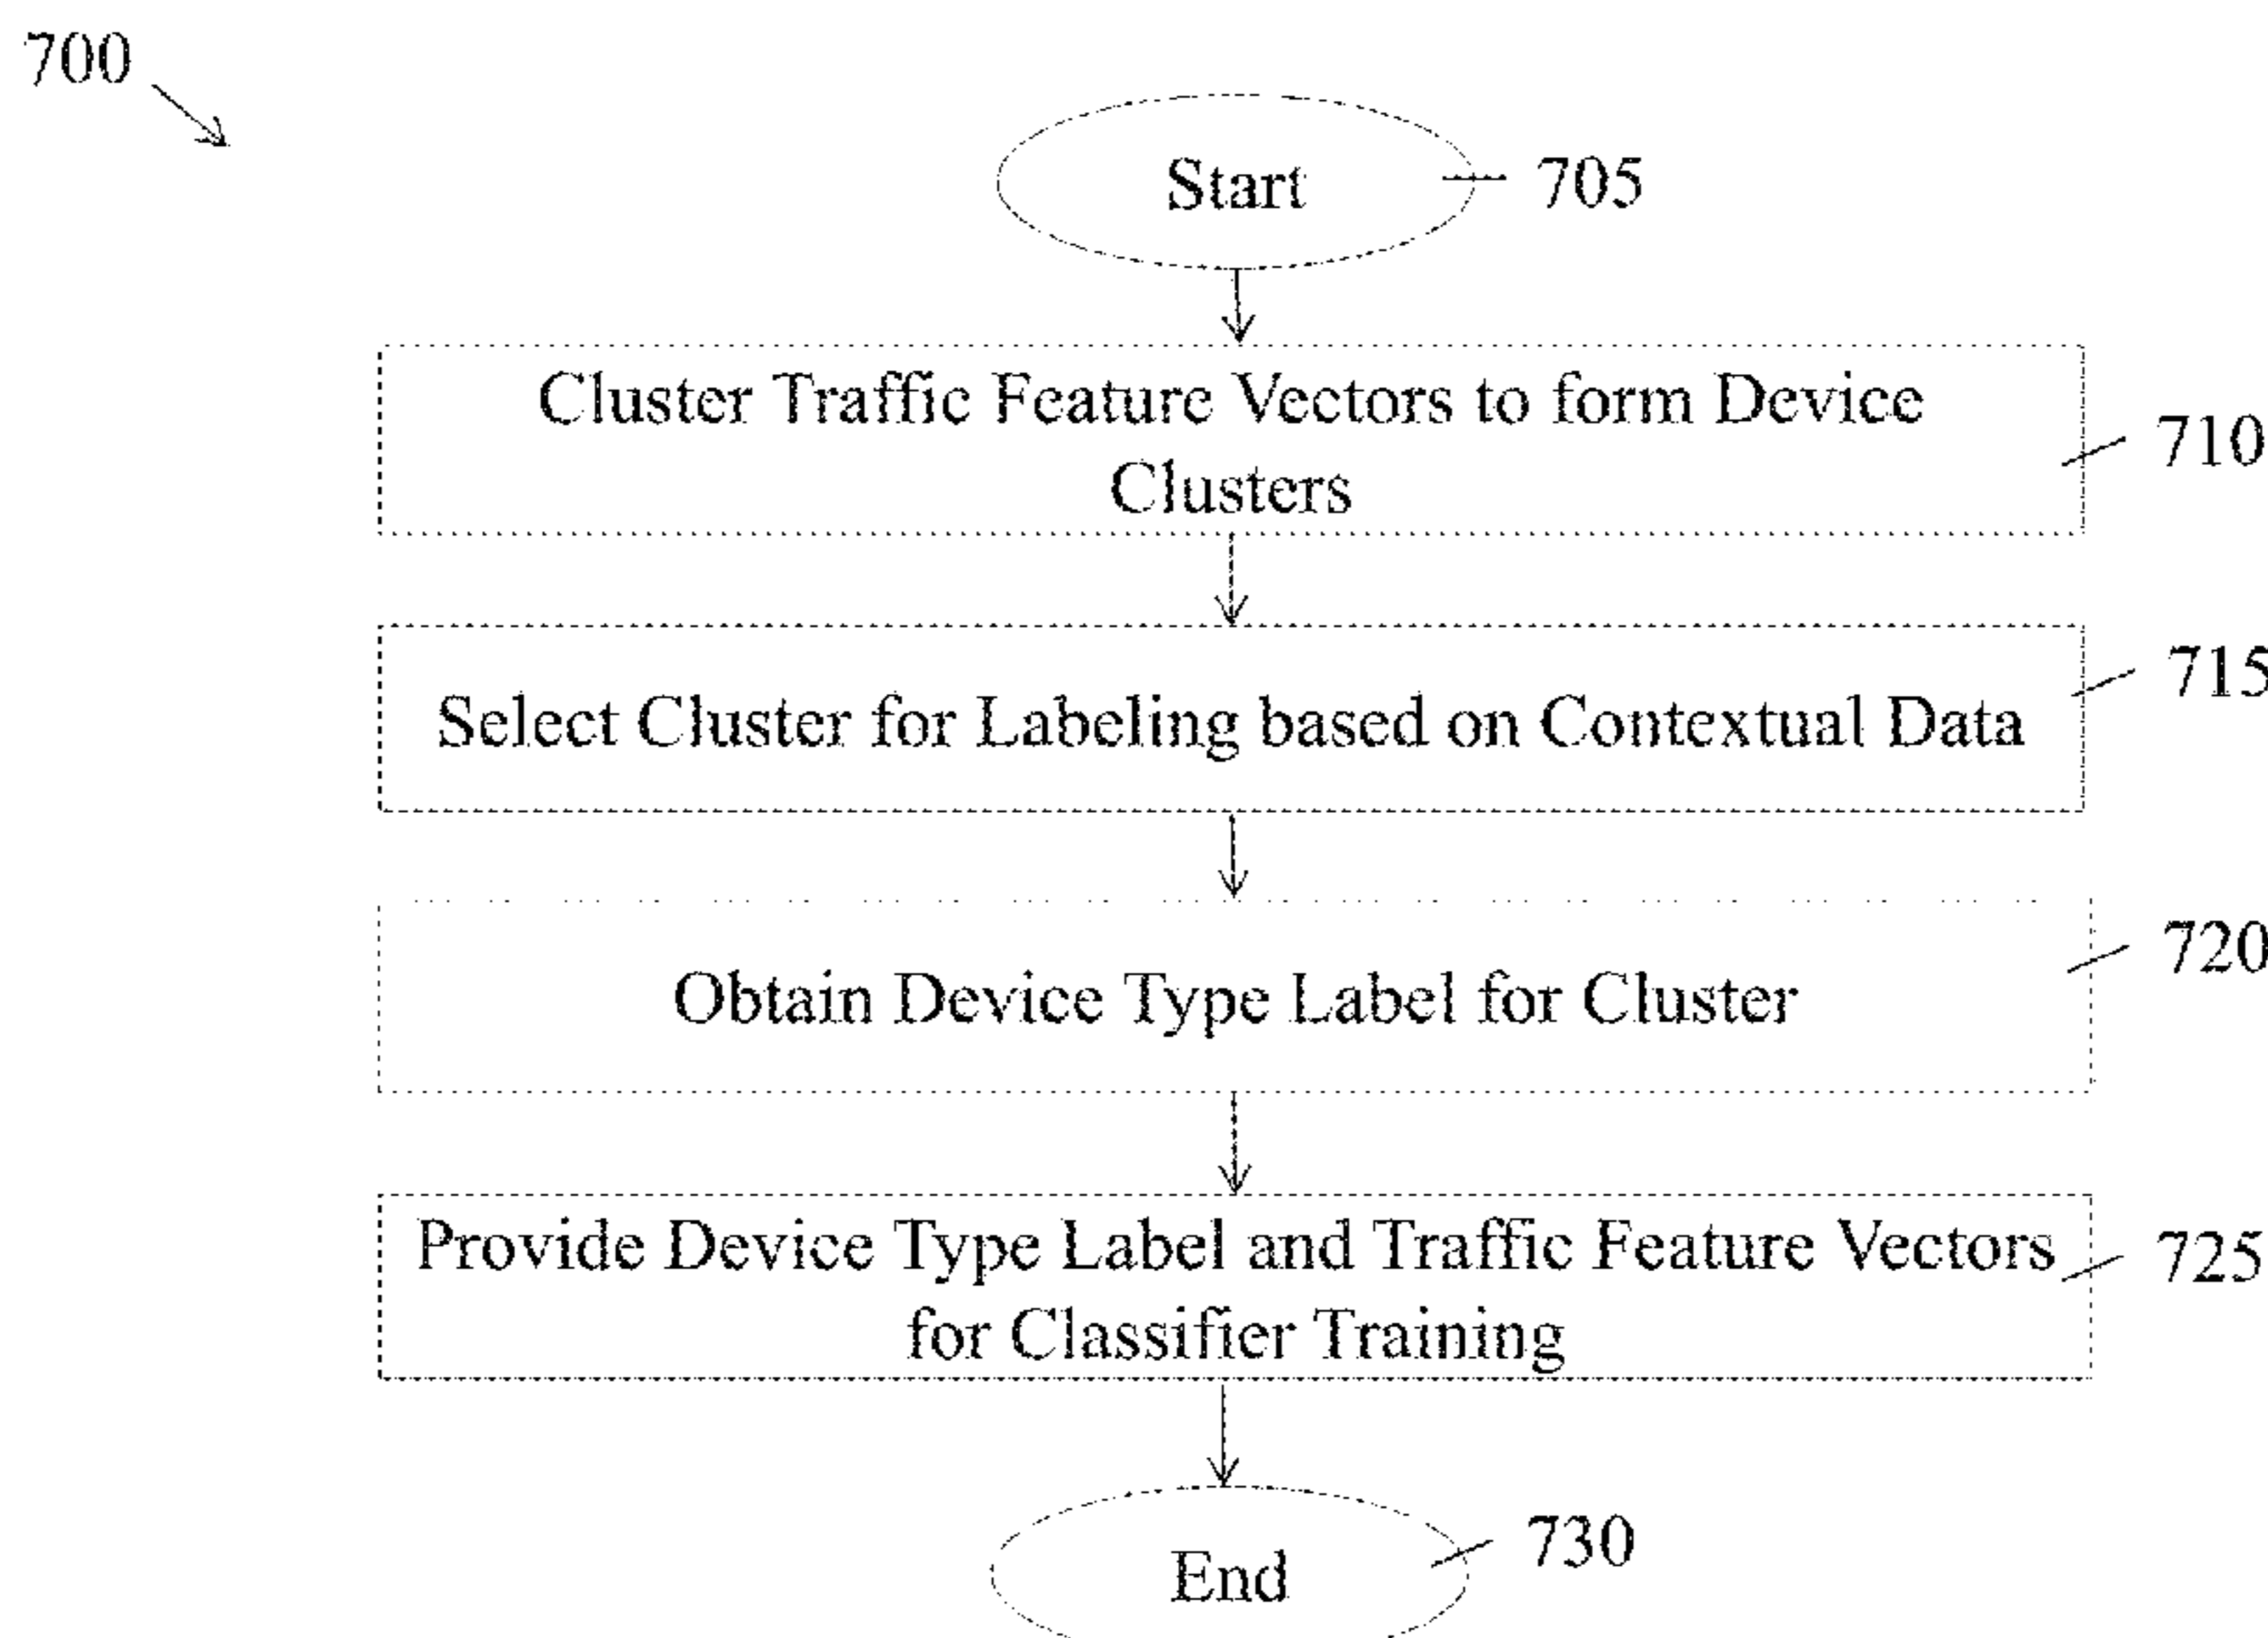 700
Start
705
Cluster Traffic Feature Vectors to form Device
Clusters
710
Select Cluster for Labeling based on Contextual Data
715
Obtain Device Type Label for Cluster
720
Provide Device Type Label and Traffic Feature Vectors
for Classifier Training
725
End
730